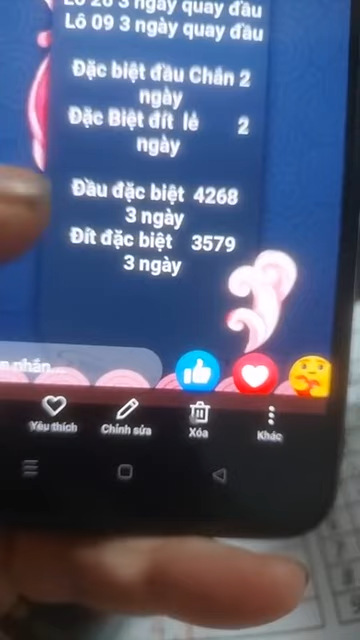 Lô 26 3 ngày quay đầu
Lô 09 3 ngày quay đầu
Đặc biệt đầu Chẵn 2
ngày
Đặc Biệt đít lẻ 2
ngày
Đầu đặc biệt 4268
3 ngày
Đít đặc biệt 3579
3 ngày
nhắn...
Yêu thích
Chỉnh sửa
Xóa
Khác